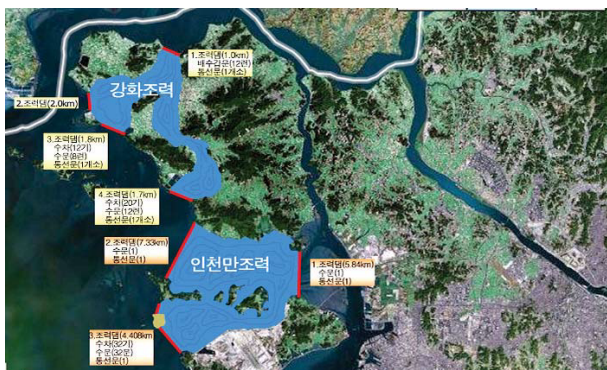 1.조력댐(1.0km)
배수갑문(12련)
통선문(1개소)
강화조력
2.조력댐(2.0km)
3.조력댐(1.8km)
수차(12기)
수문(8련)
통선문(1개소)
4.조력댐(1.7km)
수차(20기)
수문(12련)
통선문(1개소)
2.조력댐(7.33km)
수문(1)
통선문(1)
인천만조력
1.조력댐(5.84km)
수문(1)
통선문(1)
3.조력댐(4.408km
수차(32기)
수문(32문)
통선문(1)